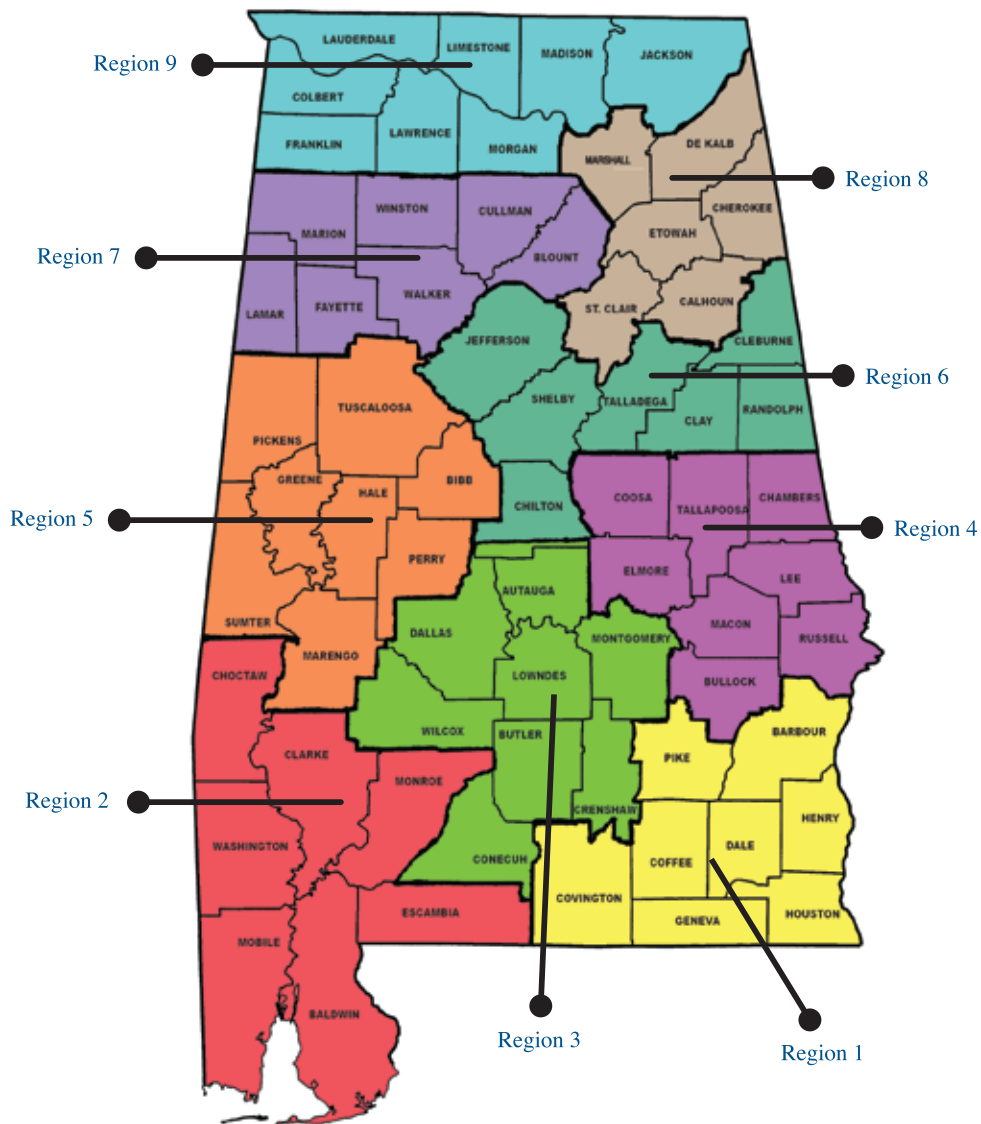 LAUDERDALE
LIMESTONE
MADISON
JACKSON
Region 9
COLBERT
LAWRENCE
FRANKLIN
MORGAN
DE KALB
MARSHALL
Region 8
CHEROKEE
WINSTON
CULLMAN
MARION
ETOWAH
Region 7
BLOUNT
WALKER
CALHOUN
FAYETTE
ST. CLAIR
LAMAR
JEFFERSON
CLEBURNE
Region 6
SHELBY
TALLADEGA
TUSCALOOSA
RANDOLPH
CLAY
PICKENS
GREENE
BIBB
HALE
COOSA
CHAMBERS
CHILTON
TALLAPOOSA
Region 5
Region 4
PERRY
ELMORE
LEE
AUTAUGA
SUMTER
MACON
DALLAS
MONTGOMERY
RUSSELL
MARENGO
CHOCTAW
LOWNDES
BULLOCK
WILCOX
BUTLER
BARBOUR
CLARKE
PIKE
MONROE
Region 2
CRENSHAW
HENRY
WASHINGTON
DALE
CONECUH
COFFEE
COVINGTON
ESCAMBIA
GENEVA
HOUSTON
MOBILE
BALDWIN
Region 3
Region 1